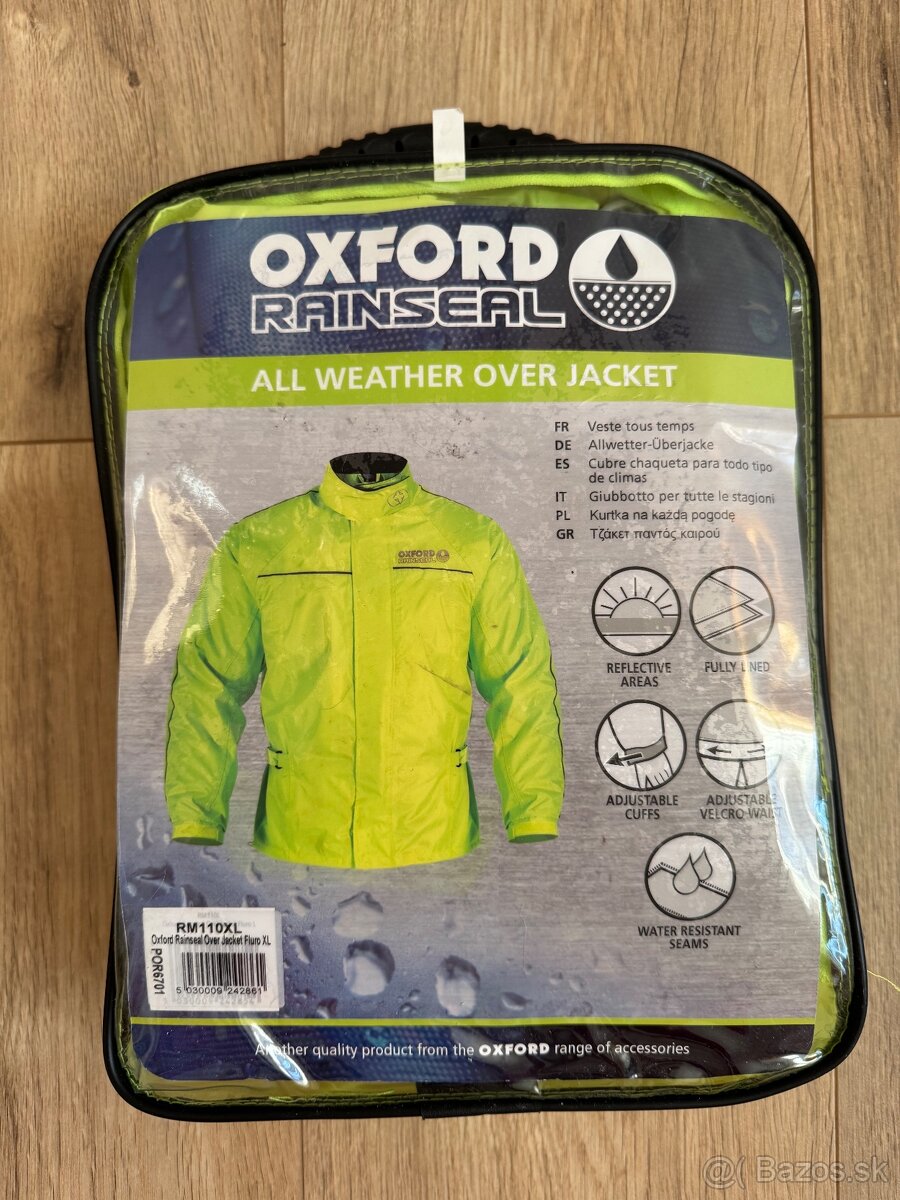 OXFORD
RAINSEAL
ALL WEATHER OVER JACKET
FR Veste tous temps
DE Allwetter-Überjacke
ES Cubre chaqueta para todo tipo
de climas
IT Giubbotto per tutte le stagioni
PL Kurtka na każdą pogodę
GR Τζάκετ παντός καιρού
OXFORD
RAINSEAL
REFLECTIVE
AREAS
FULLY LINED
ADJUSTABLE
CUFFS
ADJUSTABLE
VELCRO WAIST
WATER RESISTANT
SEAMS
RM110XL
Oxford Rainseal Over Jacket Fluro XL
POR6701
5 030009 242861
Another quality product from the OXFORD range of accessories
@( Bazos.sk